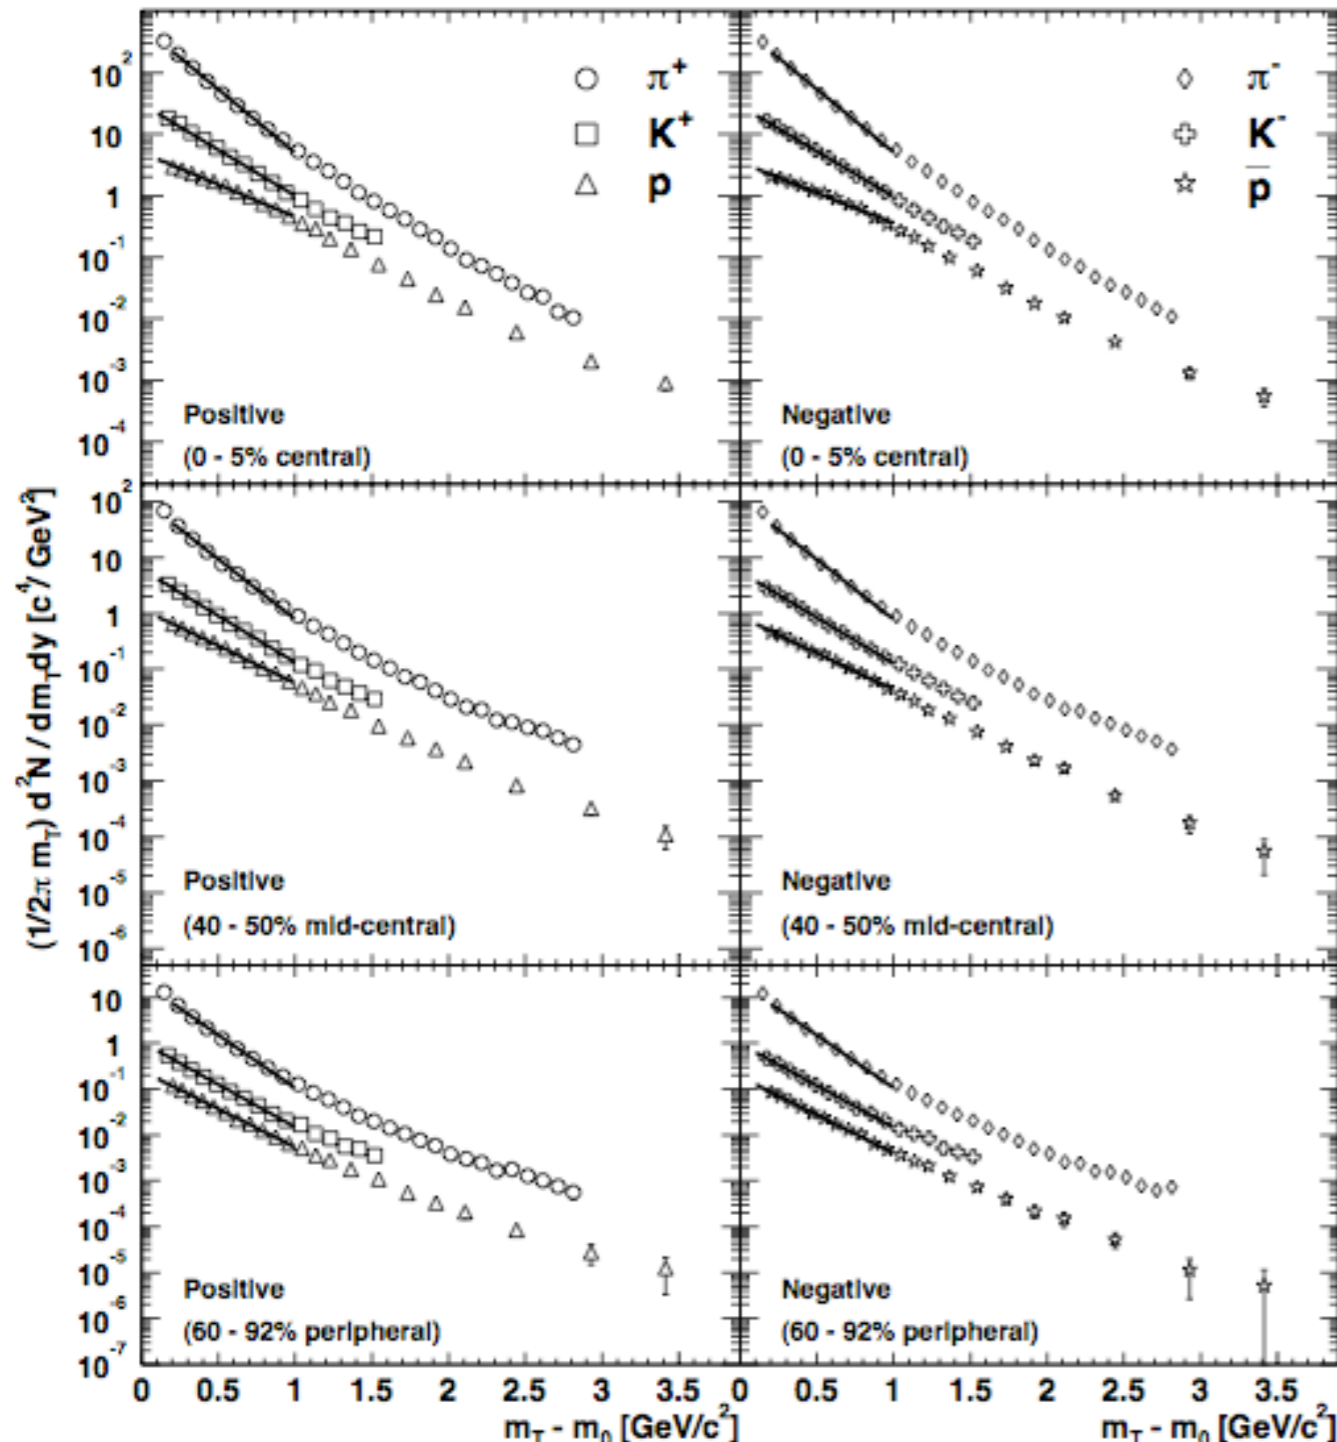 (1/2π m_T) d²N / dm_T dy [c⁴/ GeV²]
10²
10
1
10⁻¹
10⁻²
10⁻³
10⁻⁴
π⁺
K⁺
p
Positive
(0 - 5% central)
π⁻
K⁻
p̅
Negative
(0 - 5% central)
10²
10
1
10⁻¹
10⁻²
10⁻³
10⁻⁴
10⁻⁵
10⁻⁶
Positive
(40 - 50% mid-central)
Negative
(40 - 50% mid-central)
10
1
10⁻¹
10⁻²
10⁻³
10⁻⁴
10⁻⁵
10⁻⁶
10⁻⁷
Positive
(60 - 92% peripheral)
Negative
(60 - 92% peripheral)
0 0.5 1 1.5 2 2.5 3 3.5 0 0.5 1 1.5 2 2.5 3 3.5
m_T - m₀ [GeV/c²] m_T - m₀ [GeV/c²]